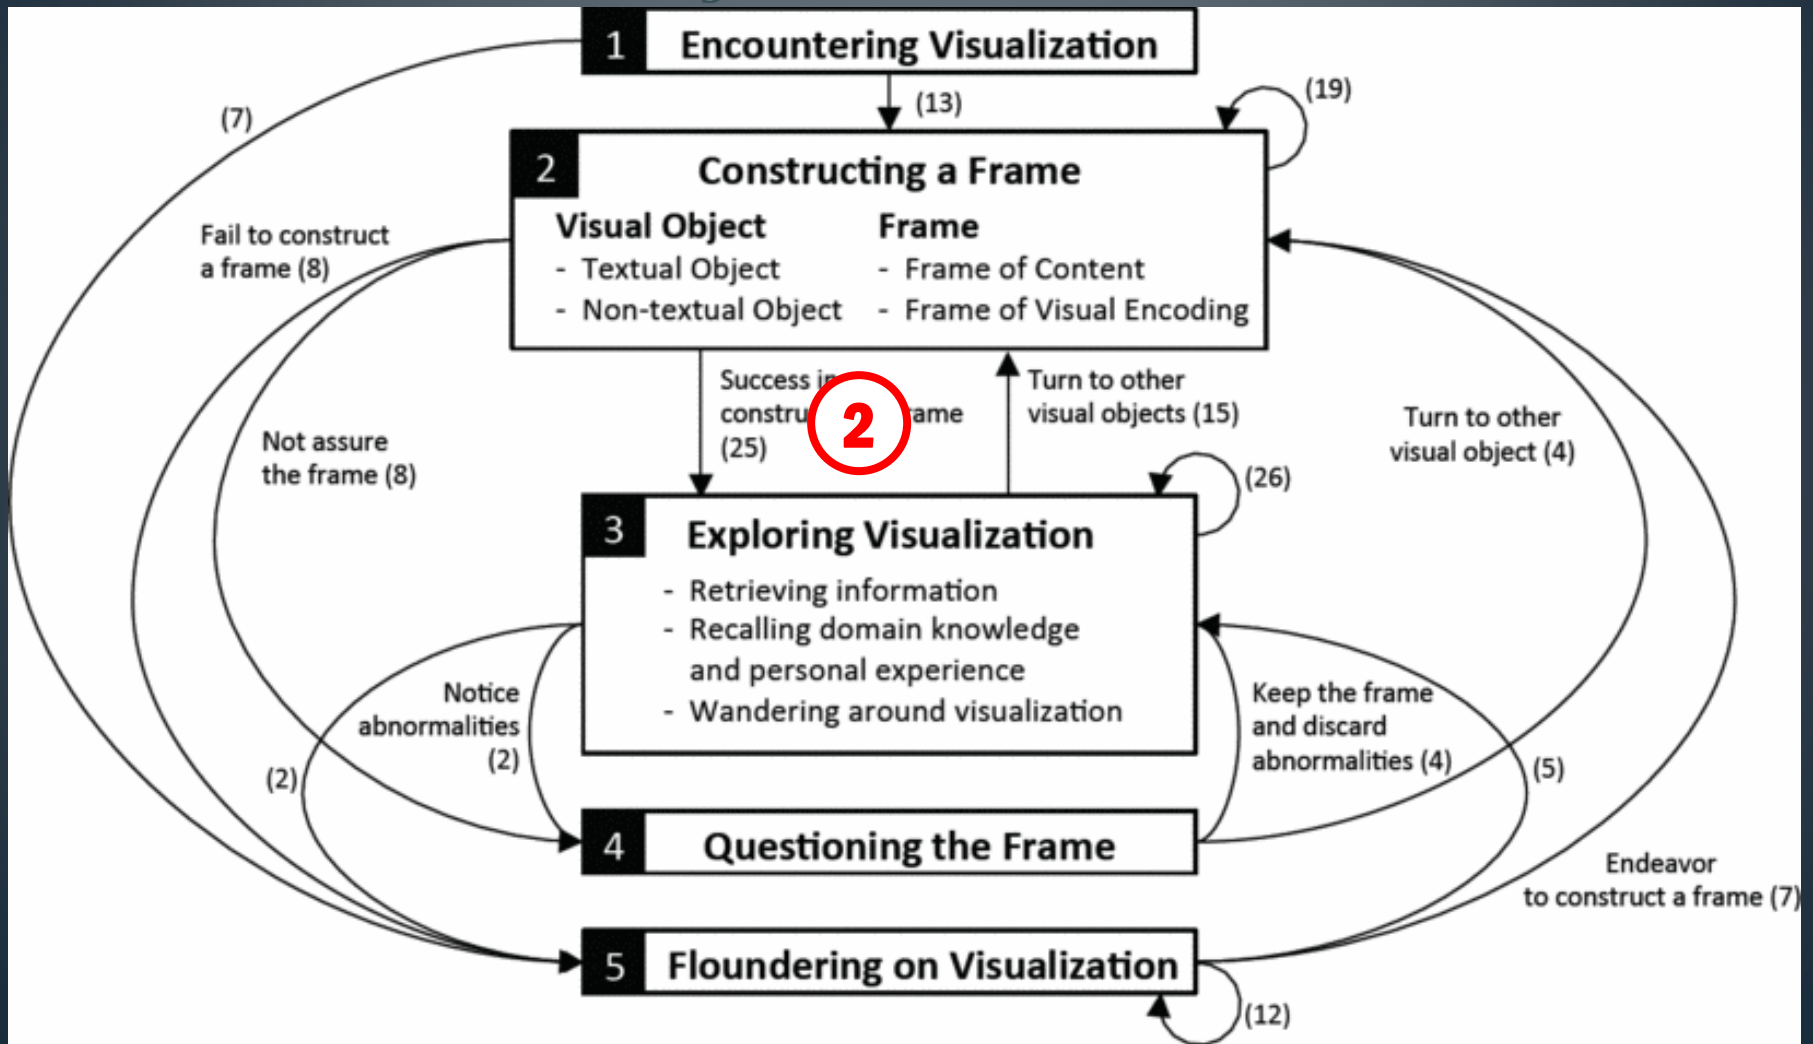 1 Encountering Visualization
(7)
(13)
(19)
2 Constructing a Frame
Visual Object
- Textual Object
- Non-textual Object
Frame
- Frame of Content
- Frame of Visual Encoding
Fail to construct
a frame (8)
Not assure
the frame (8)
Success
(25)
2
Turn to other
visual objects (15)
Turn to other
visual object (4)
(26)
3 Exploring Visualization
- Retrieving information
- Recalling domain knowledge
and personal experience
- Wandering around visualization
Notice
abnormalities
(2)
(2)
Keep the frame
and discard
abnormalities (4)
(5)
4 Questioning the Frame
Endeavor
to construct a frame (7)
5 Floundering on Visualization
(12)